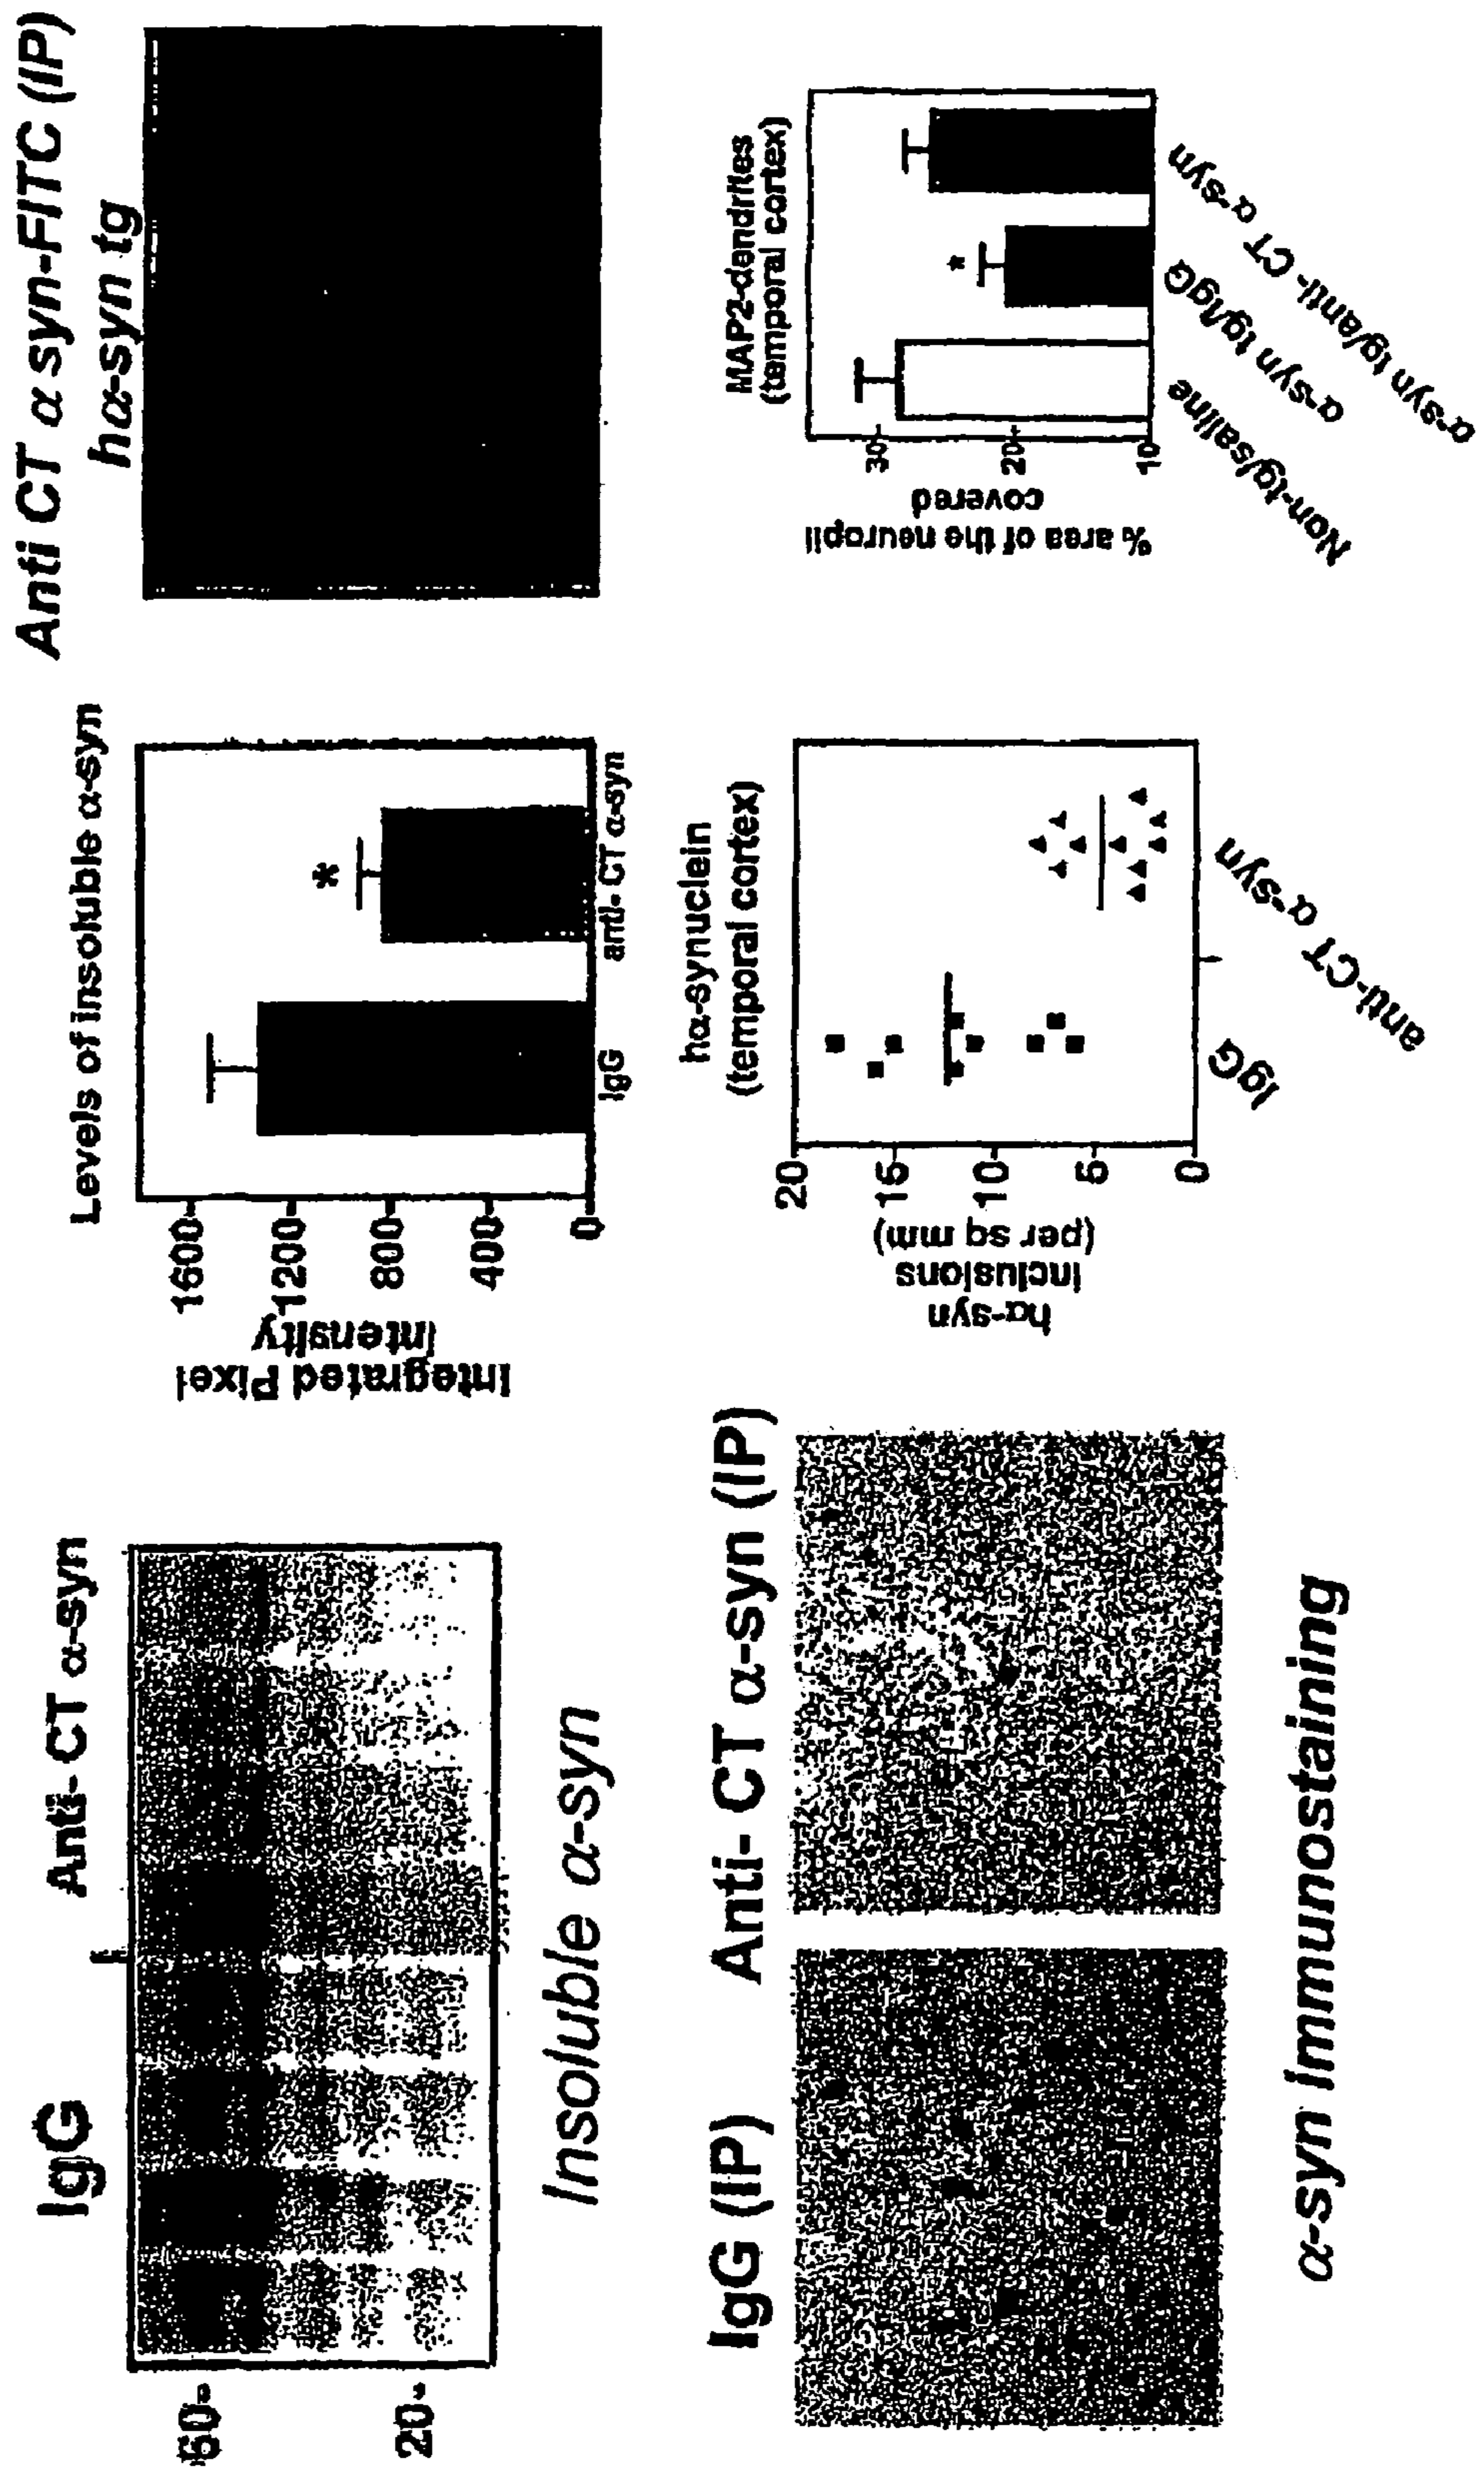 IgG
Anti- CT α-syn
60-
20-
Insoluble α-syn
Levels of insoluble α-syn
Integrated Pixel
intensity
1600
1200
800
400
0
*
IgG
anti- CT α-syn
Anti CT α syn-FITC (IP)
hα-syn tg
IgG (IP)
Anti- CT α-syn (IP)
α-syn immunostaining
hα-synuclein
(temporal cortex)
hα-syn
inclusions
(per sq mm)
20
15
10
5
0
IgG
anti-CT α-syn
MAP2-dendrites
(temporal cortex)
% area of the neuropil
covered
30
20
10
*
Non-tg/saline
α-syn tg/IgG
α-syn tg/anti- CT α-syn